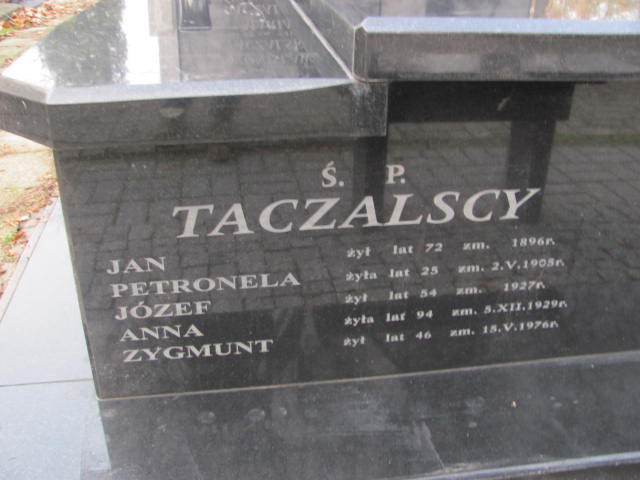 Ś. P.
TACZALSCY
JAN żył lat 72 zm. 1896r.
PETRONELA żyła lat 25 zm. 2.V.1905r.
JÓZEF żył lat 54 zm. 1927r.
ANNA żyła lat 94 zm. 5.XII.1929r.
ZYGMUNT żył lat 46 zm. 15.V.1976r.